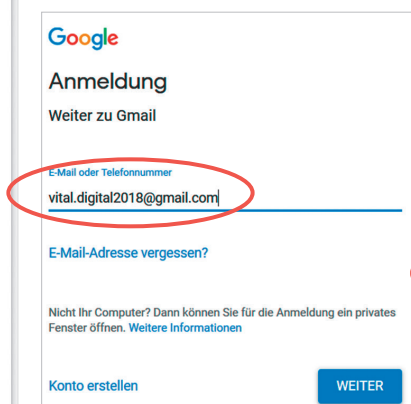 Google
Anmeldung
Weiter zu Gmail
E-Mail oder Telefonnummer
vital.digital2018@gmail.com
E-Mail-Adresse vergessen?
Nicht Ihr Computer? Dann können Sie für die Anmeldung ein privates
Fenster öffnen. Weitere Informationen
Konto erstellen
WEITER